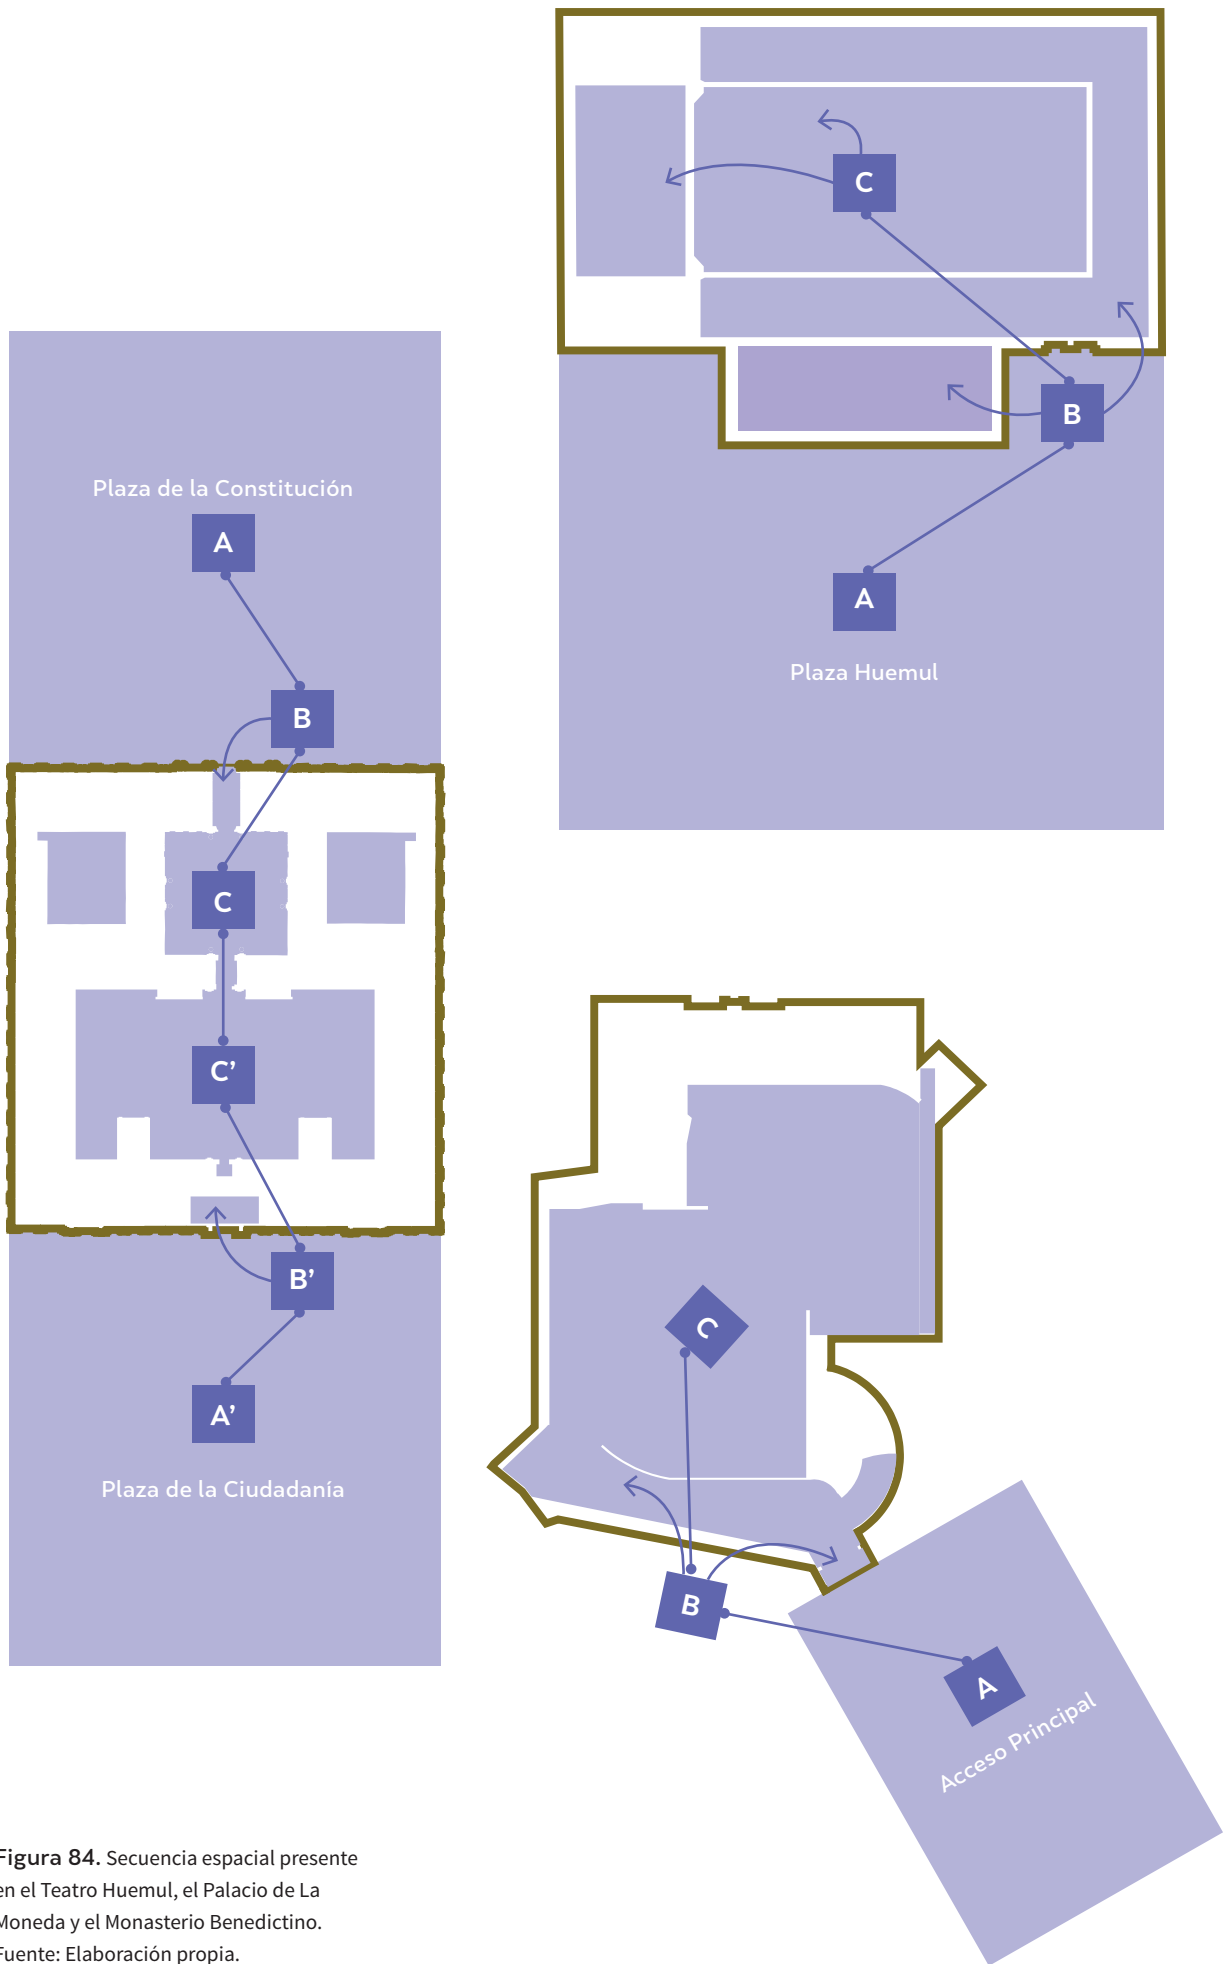 C
B
A
Plaza Huemul
Plaza de la Constitución
A
B
C
C’
B’
A’
Plaza de la Ciudadanía
C
B
A
Acceso Principal
Figura 84. Secuencia espacial presente
en el Teatro Huemul, el Palacio de La
Moneda y el Monasterio Benedictino.
Fuente: Elaboración propia.